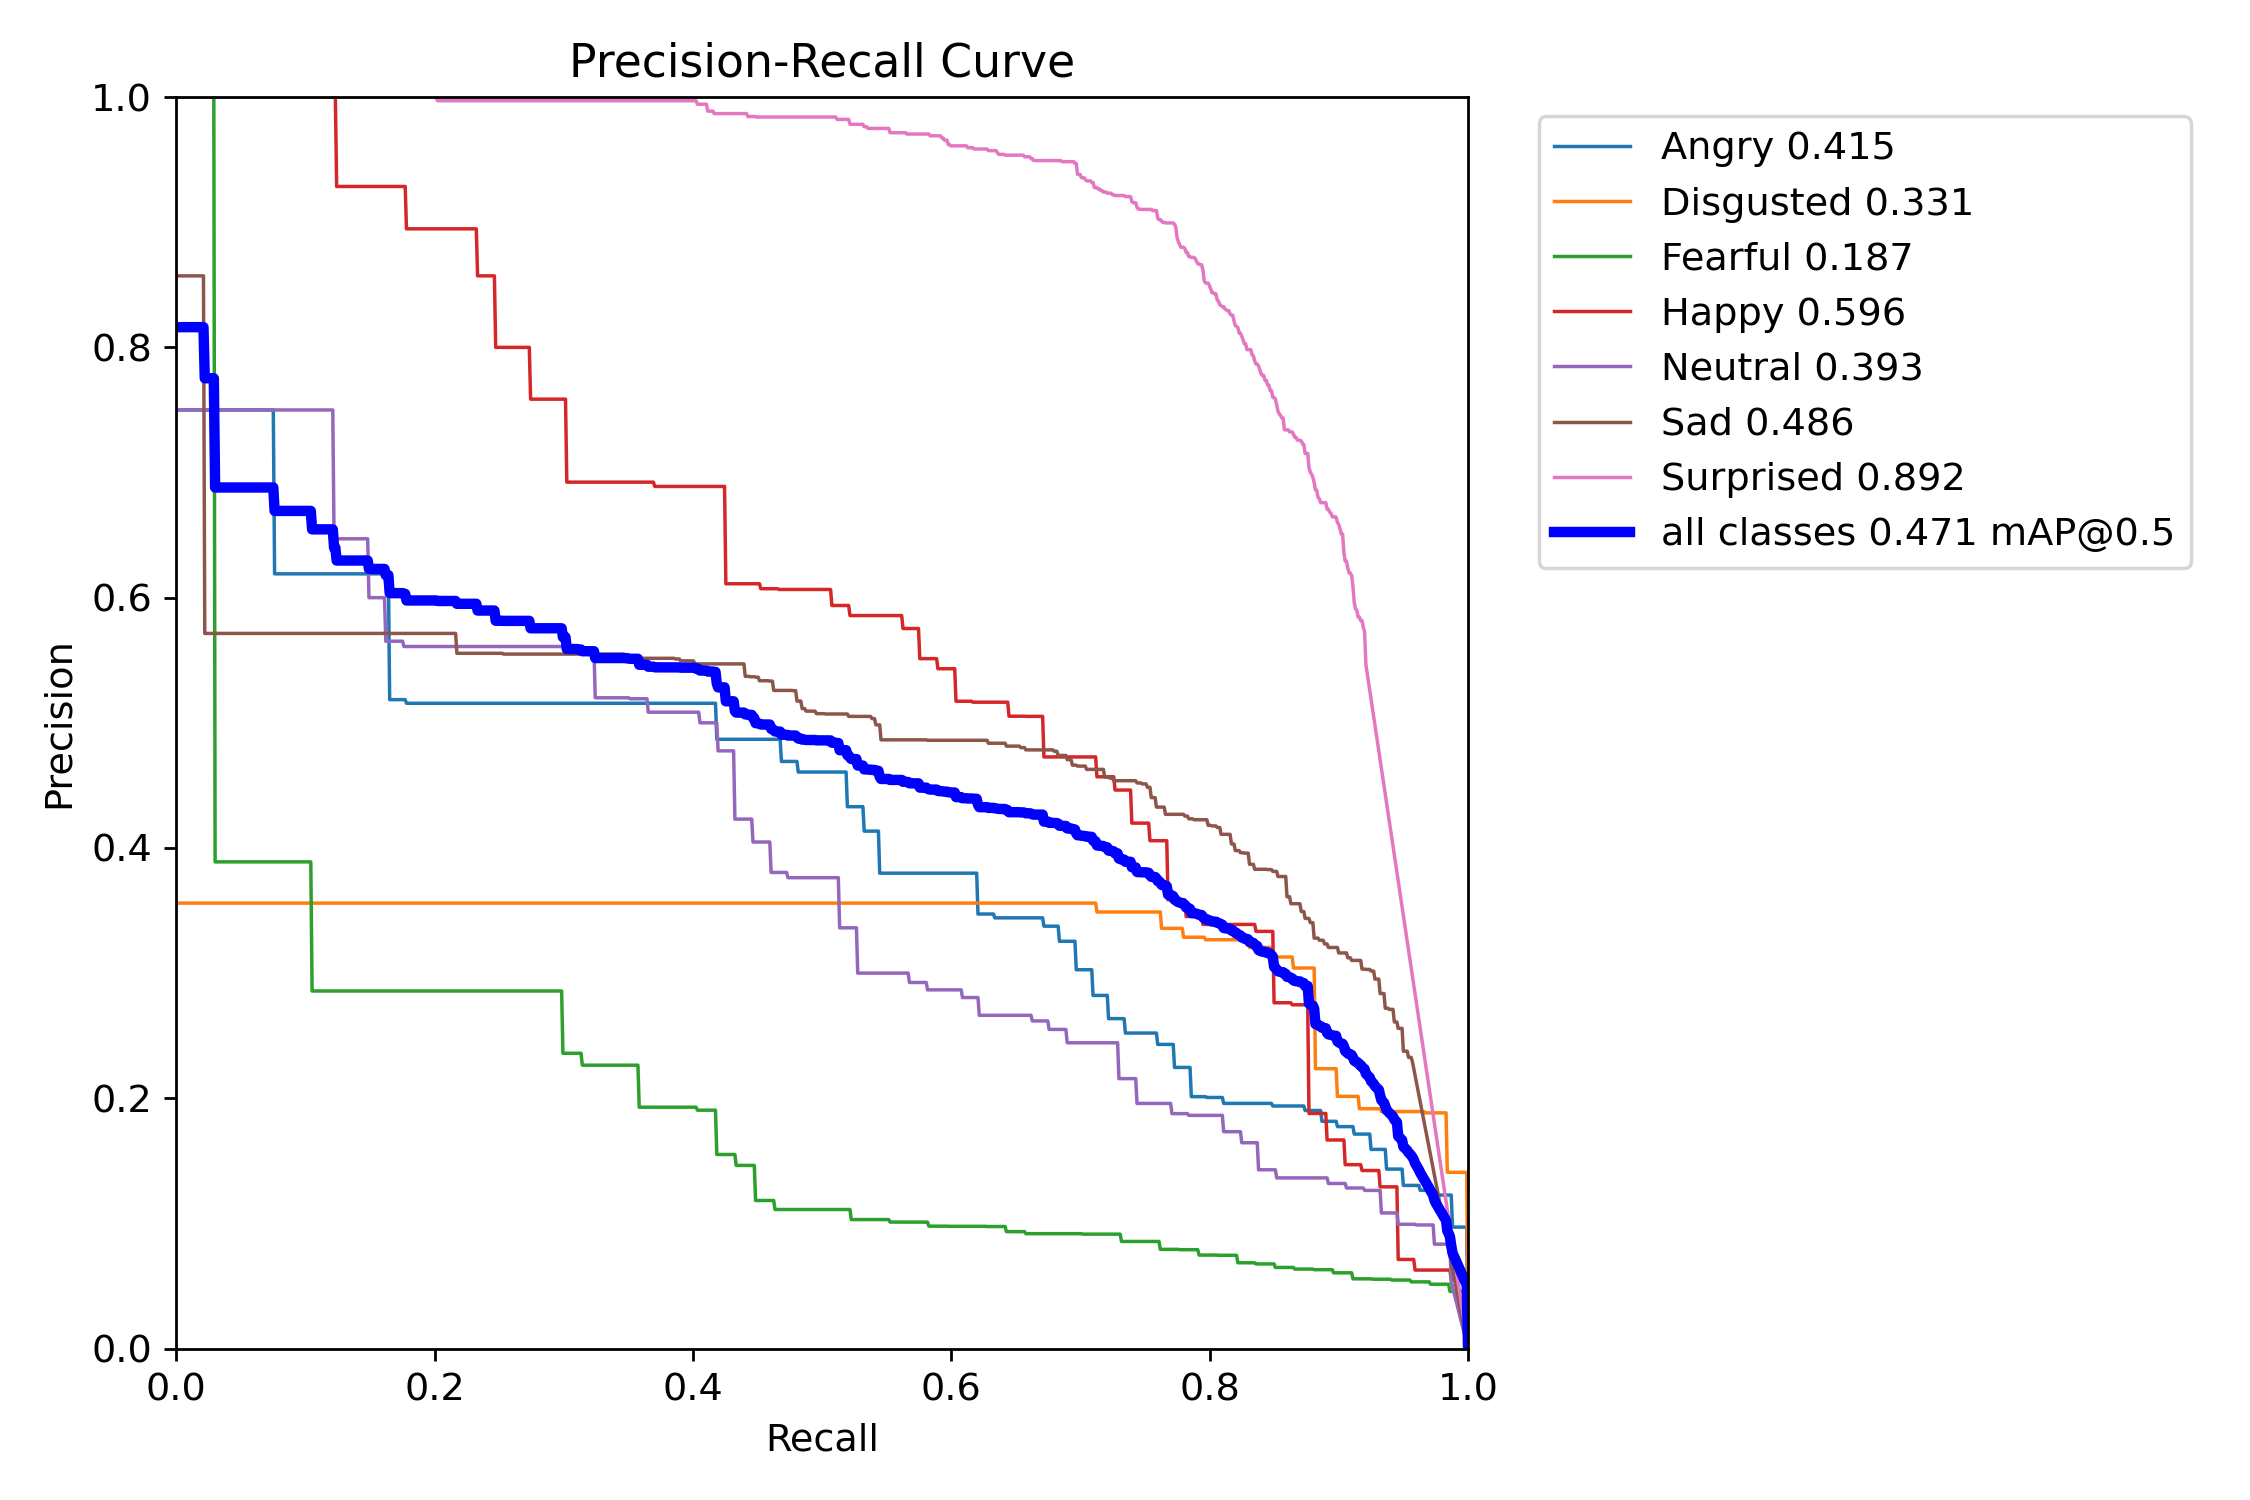 Precision-Recall Curve
1.0
0.8
0.6
0.4
0.2
0.0
Precision
0.0 0.2 0.4 0.6 0.8 1.0
Recall
Angry 0.415
Disgusted 0.331
Fearful 0.187
Happy 0.596
Neutral 0.393
Sad 0.486
Surprised 0.892
all classes 0.471 mAP@0.5